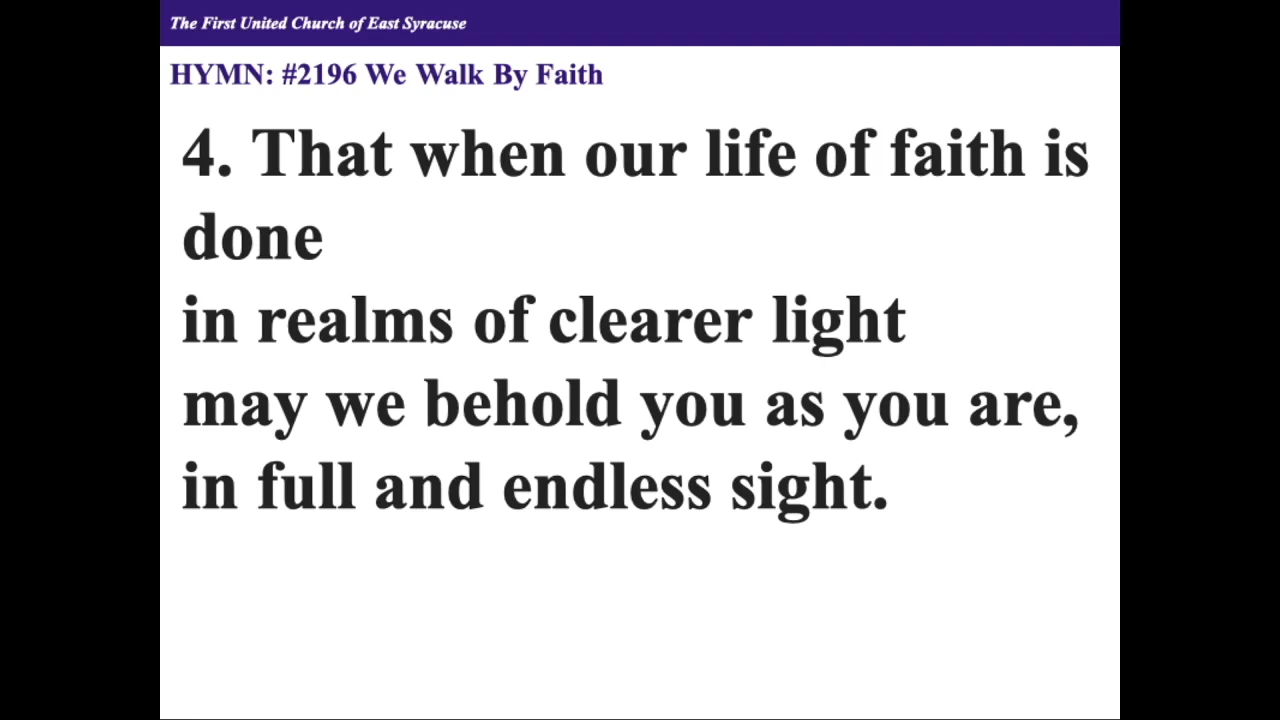 The First United Church of East Syracuse
HYMN: #2196 We Walk By Faith
4. That when our life of faith is
done
in realms of clearer light
may we behold you as you are,
in full and endless sight.